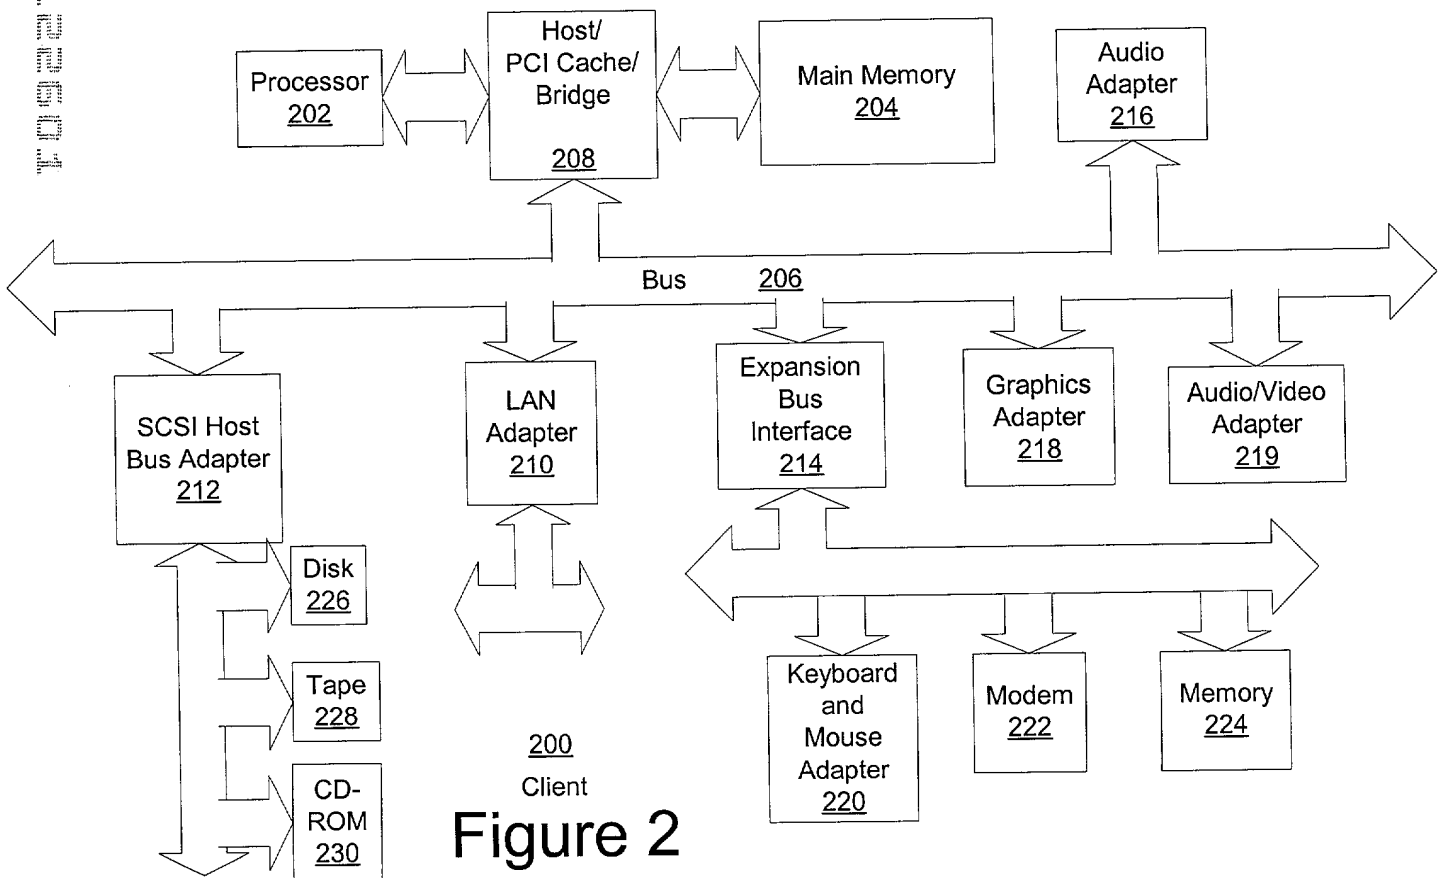 Host/
PCI Cache/
Bridge
208
Processor
202
Main Memory
204
Audio
Adapter
216
Bus 206
SCSI Host
Bus Adapter
212
LAN
Adapter
210
Expansion
Bus
Interface
214
Graphics
Adapter
218
Audio/Video
Adapter
219
Disk
226
Tape
228
CD-
ROM
230
Keyboard
and
Mouse
Adapter
220
Modem
222
Memory
224
200
Client
Figure 2